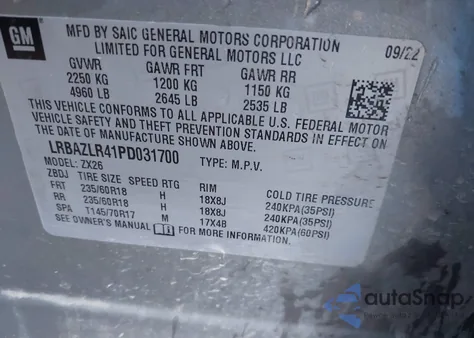 GM
MFD BY SAIC GENERAL MOTORS CORPORATION
LIMITED FOR GENERAL MOTORS LLC
09/22
GVWR GAWR FRT GAWR RR
2250 KG 1200 KG 1150 KG
4960 LB 2645 LB 2535 LB
THIS VEHICLE CONFORMS TO ALL APPLICABLE U.S. FEDERAL MOTOR
VEHICLE SAFETY AND THEFT PREVENTION STANDARDS IN EFFECT ON
THE DATE OF MANUFACTURE SHOWN ABOVE.
LRBAZLR41PD031700 TYPE: M.P.V.
MODEL: ZX26
ZBDJ TIRE SIZE SPEED RTG RIM COLD TIRE PRESSURE
FRT 235/60R18 H 18X8J 240KPA(35PSI)
RR 235/60R18 H 18X8J 240KPA(35PSI)
SPA T145/70R17 M 17X4B 420KPA(60PSI)
SEE OWNER'S MANUAL FOR MORE INFORMATION.
autoSnap